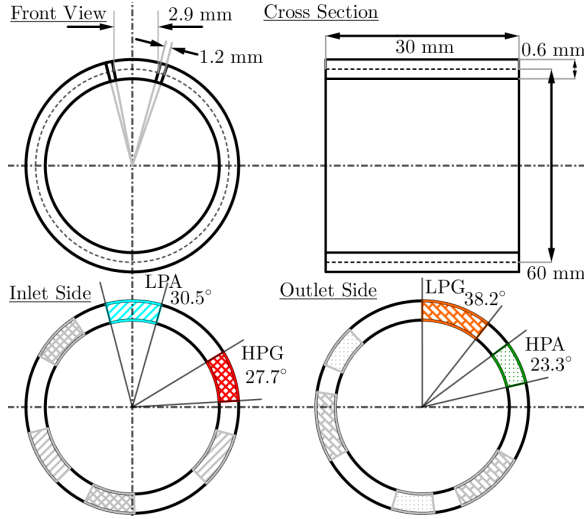 Front View
2.9 mm
Cross Section
1.2 mm
30 mm
0.6 mm
60 mm
Inlet Side
LPA
30.5°
HPG
27.7°
Outlet Side
LPG
38.2°
HPA
23.3°